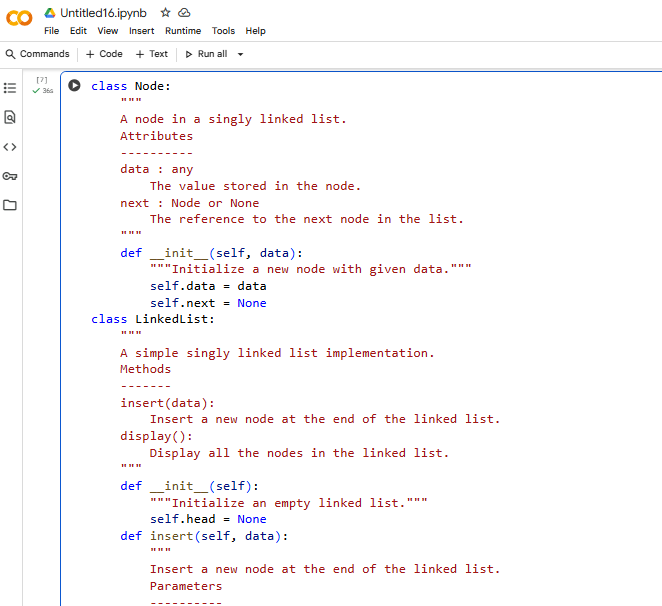 Untitled16.ipynb
File Edit View Insert Runtime Tools Help
Commands + Code + Text Run all
[7]
36s
class Node:
    """
    A node in a singly linked list.
    Attributes
    ----------
    data : any
        The value stored in the node.
    next : Node or None
        The reference to the next node in the list.
    """
    def __init__(self, data):
        """Initialize a new node with given data."""
        self.data = data
        self.next = None
class LinkedList:
    """
    A simple singly linked list implementation.
    Methods
    -------
    insert(data):
        Insert a new node at the end of the linked list.
    display():
        Display all the nodes in the linked list.
    """
    def __init__(self):
        """Initialize an empty linked list."""
        self.head = None
    def insert(self, data):
        """
        Insert a new node at the end of the linked list.
        Parameters
        ----------